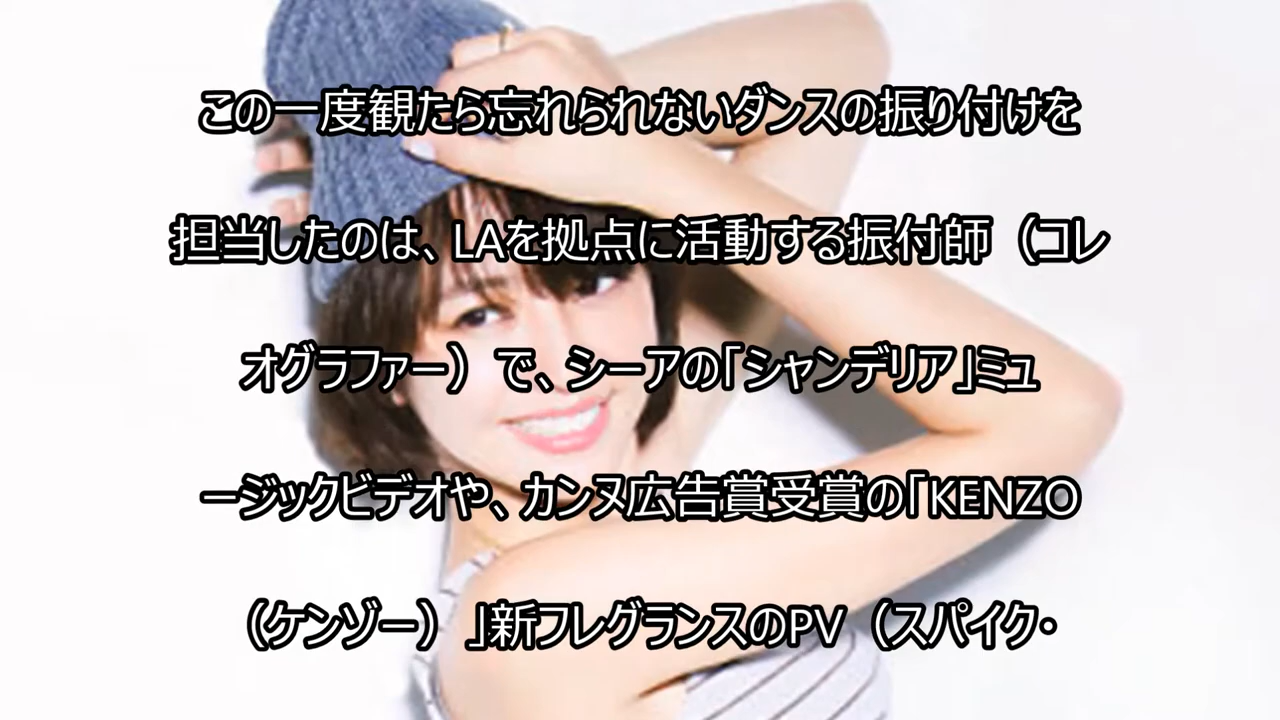 この一度観たら忘れられないダンスの振り付けを
担当したのは、LAを拠点に活動する振付師（コレ
オグラファー）で、シーアの「シャンデリア」ミュ
ージックビデオや、カンヌ広告賞受賞の「KENZO
（ケンゾー）」新フレグランスのPV（スパイク・